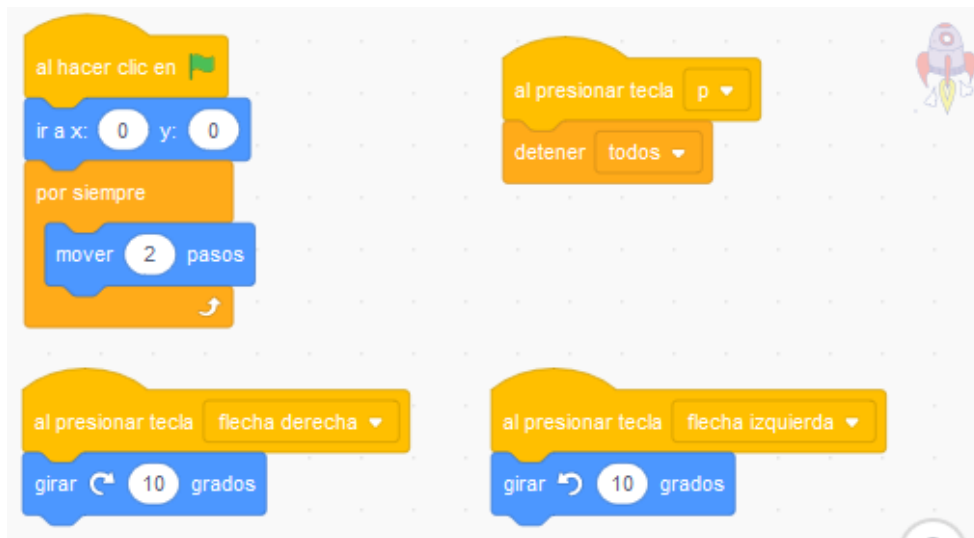 al hacer clic en
ir a x: 0 y: 0
por siempre
mover 2 pasos
al presionar tecla p
detener todos
al presionar tecla flecha derecha
girar 10 grados
al presionar tecla flecha izquierda
girar 10 grados